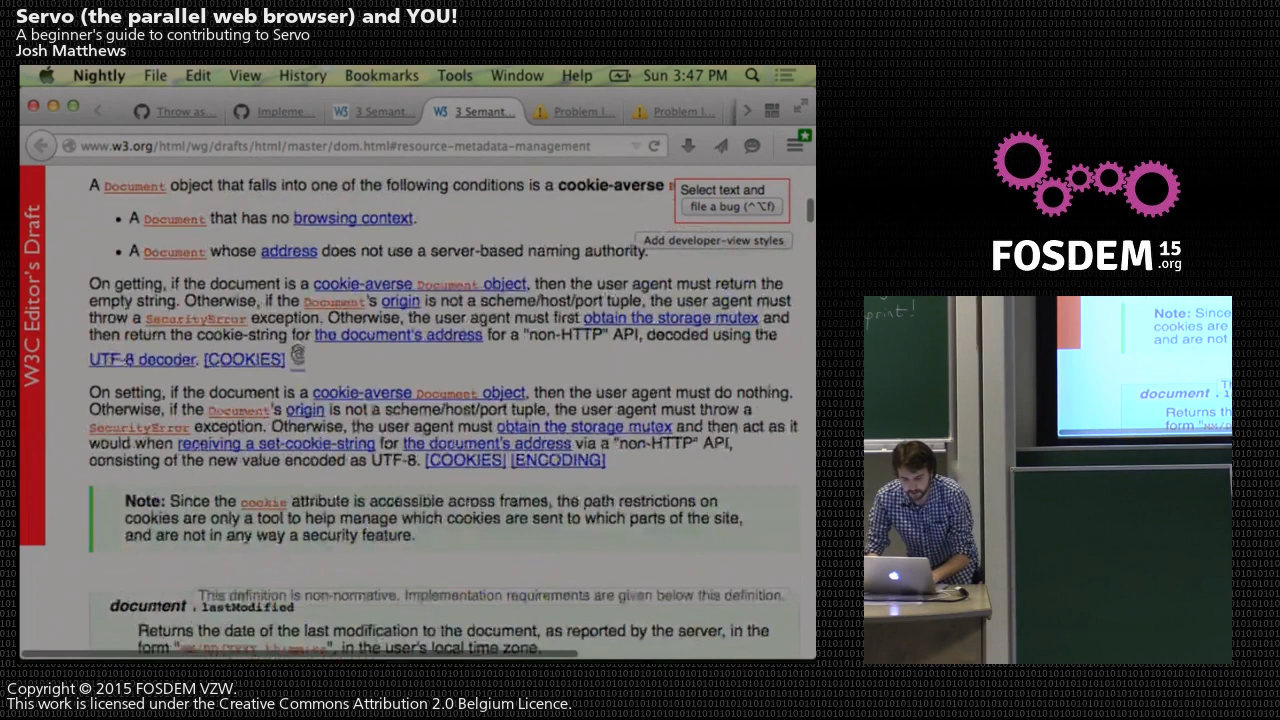 Servo (the parallel web browser) and YOU!
A beginner's guide to contributing to Servo
Josh Matthews
Nightly File Edit View History Bookmarks Tools Window Help Sun 3:47 PM
Throw as... Impleme... W3 3 Semant... W3 3 Semant... Problem l... Problem l...
www.w3.org/html/wg/drafts/html/master/dom.html#resource-metadata-management
W3C Editor's Draft
A Document object that falls into one of the following conditions is a cookie-averse
Select text and
file a bug (^⌥f)
Add developer-view styles
• A Document that has no browsing context.
• A Document whose address does not use a server-based naming authority.
On getting, if the document is a cookie-averse Document object, then the user agent must return the
empty string. Otherwise, if the Document's origin is not a scheme/host/port tuple, the user agent must
throw a SecurityError exception. Otherwise, the user agent must first obtain the storage mutex and
then return the cookie-string for the document's address for a "non-HTTP" API, decoded using the
UTF-8 decoder. [COOKIES]
On setting, if the document is a cookie-averse Document object, then the user agent must do nothing.
Otherwise, if the Document's origin is not a scheme/host/port tuple, the user agent must throw a
SecurityError exception. Otherwise, the user agent must obtain the storage mutex and then act as it
would when receiving a set-cookie-string for the document's address via a "non-HTTP" API,
consisting of the new value encoded as UTF-8. [COOKIES] [ENCODING]
Note: Since the cookie attribute is accessible across frames, the path restrictions on
cookies are only a tool to help manage which cookies are sent to which parts of the site,
and are not in any way a security feature.
This definition is non-normative. Implementation requirements are given below this definition.
document . lastModified
Returns the date of the last modification to the document, as reported by the server, in the
form " ", in the user's local time zone.
FOSDEM 15
.org
print!
Note: Since
cookies are
and are not
document .
Returns th
form "
Copyright © 2015 FOSDEM VZW.
This work is licensed under the Creative Commons Attribution 2.0 Belgium Licence.